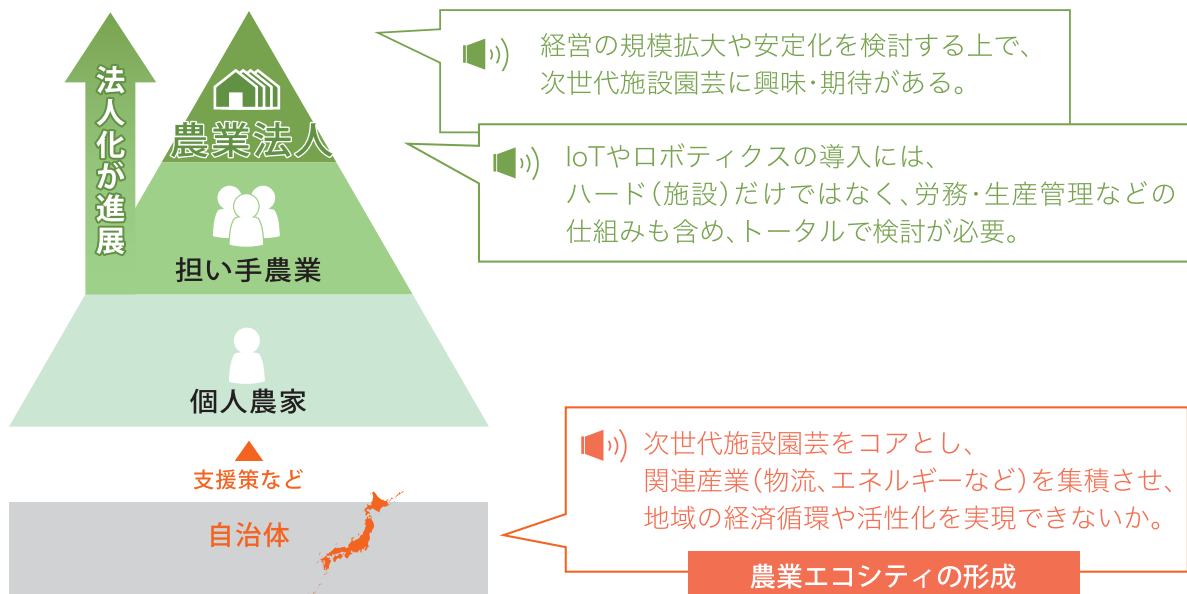 法人化が進展
農業法人
担い手農業
個人農家
支援策など
自治体
経営の規模拡大や安定化を検討する上で、
次世代施設園芸に興味・期待がある。
IoTやロボティクスの導入には、
ハード（施設）だけではなく、労務・生産管理などの
仕組みも含め、トータルで検討が必要。
次世代施設園芸をコアとし、
関連産業（物流、エネルギーなど）を集積させ、
地域の経済循環や活性化を実現できないか。
農業エコシティの形成